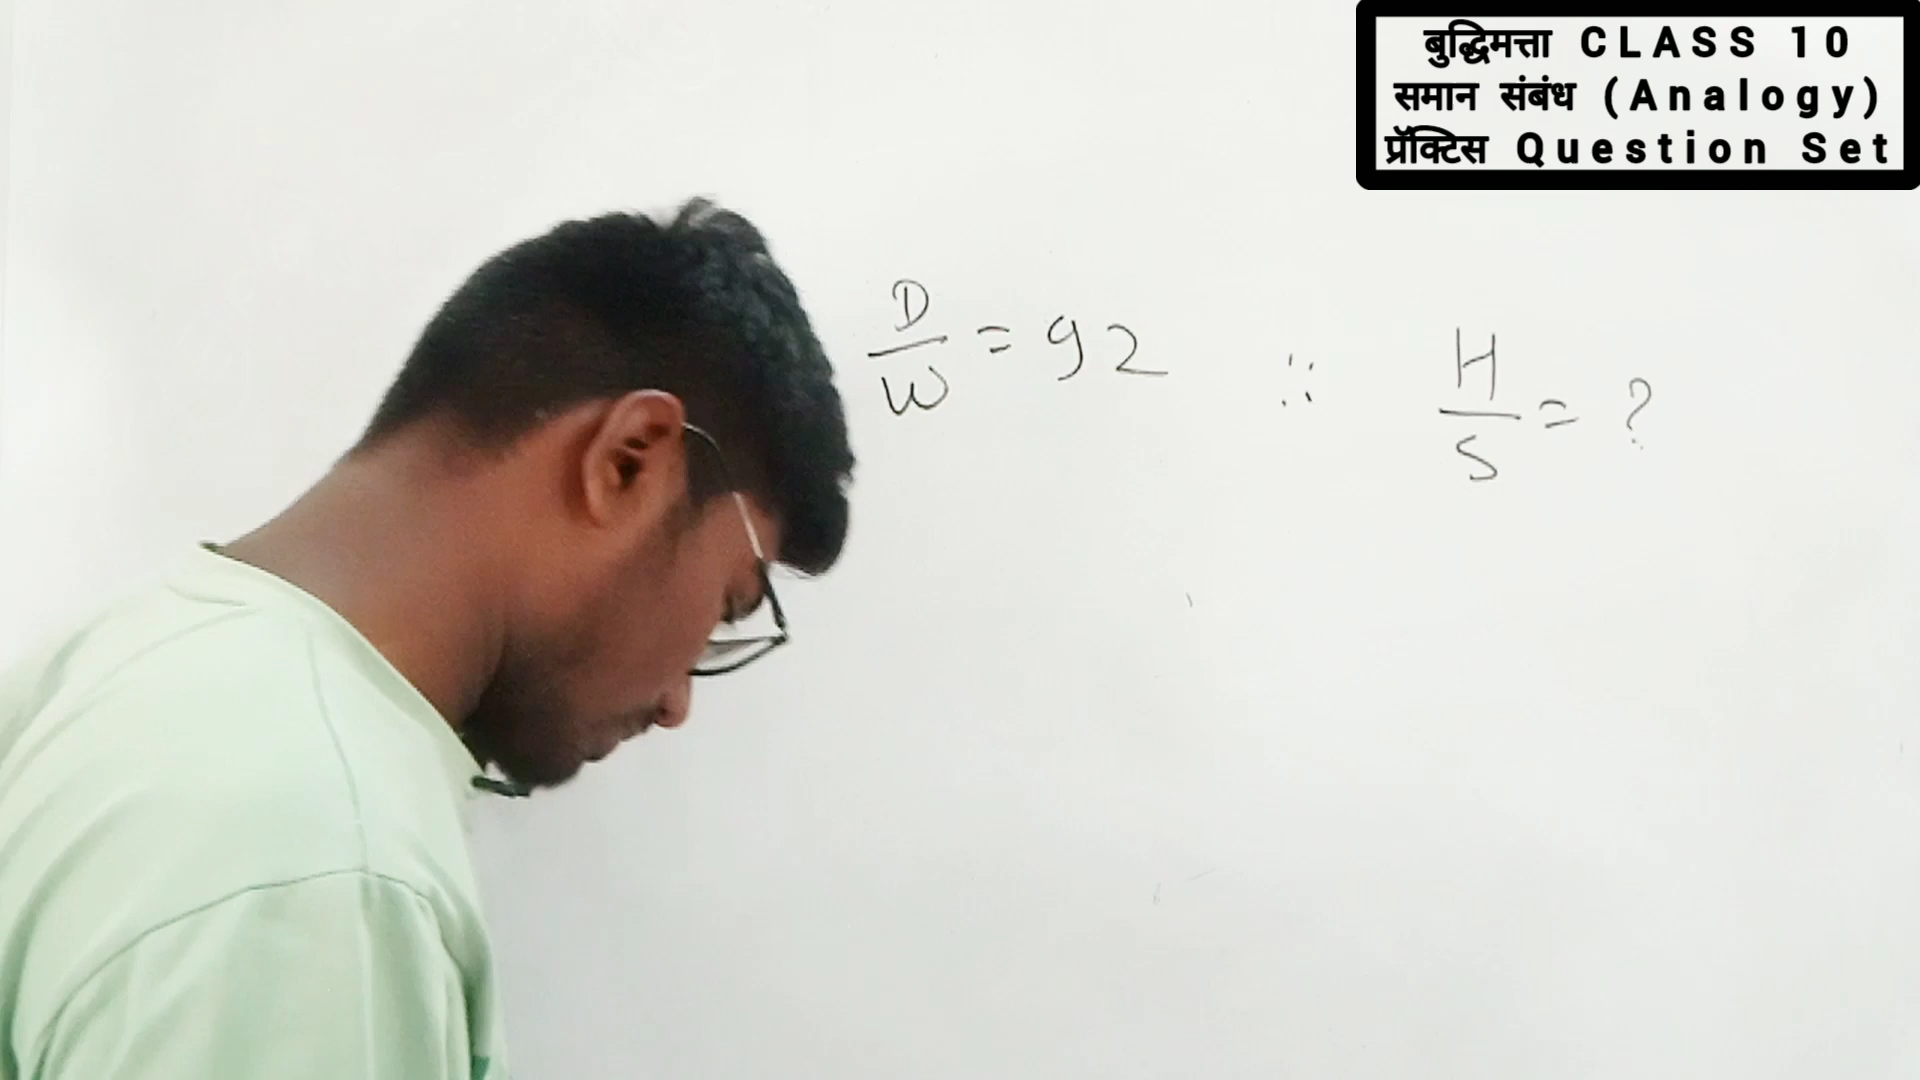 बुद्धिमत्ता CLASS 10
समान संबंध (Analogy)
प्रॅक्टिस Question Set
D/W = 92 :: H/S = ?